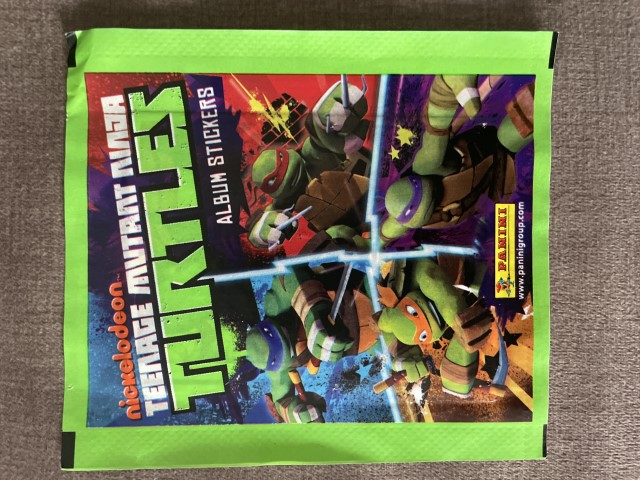 nickelodeon
TEENAGE MUTANT NINJA
TURTLES
ALBUM STICKERS
PANINI
www.paninigroup.com